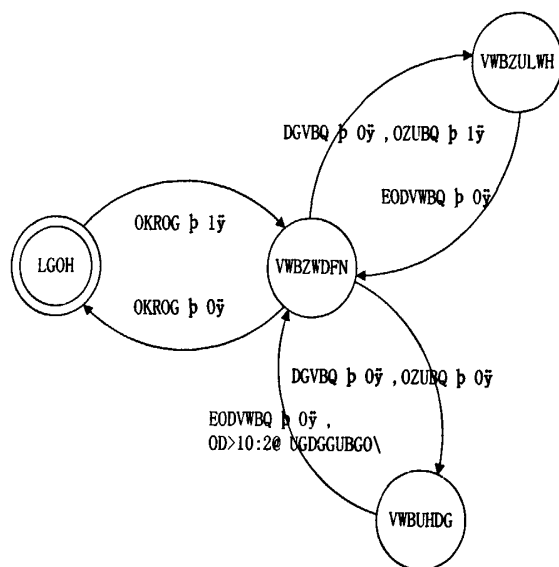 VWBZULWH
DGVBQ þ 0ÿ ,OZUBQ þ 1ÿ
EODVWBQ þ 0ÿ
OKROG þ 1ÿ
LGOH
VWBZWDFN
OKROG þ 0ÿ
DGVBQ þ 0ÿ ,OZUBQ þ 0ÿ
EODVWBQ þ 0ÿ ,
OD>10:2@ UGDGGUBGO\
VWBUHDG